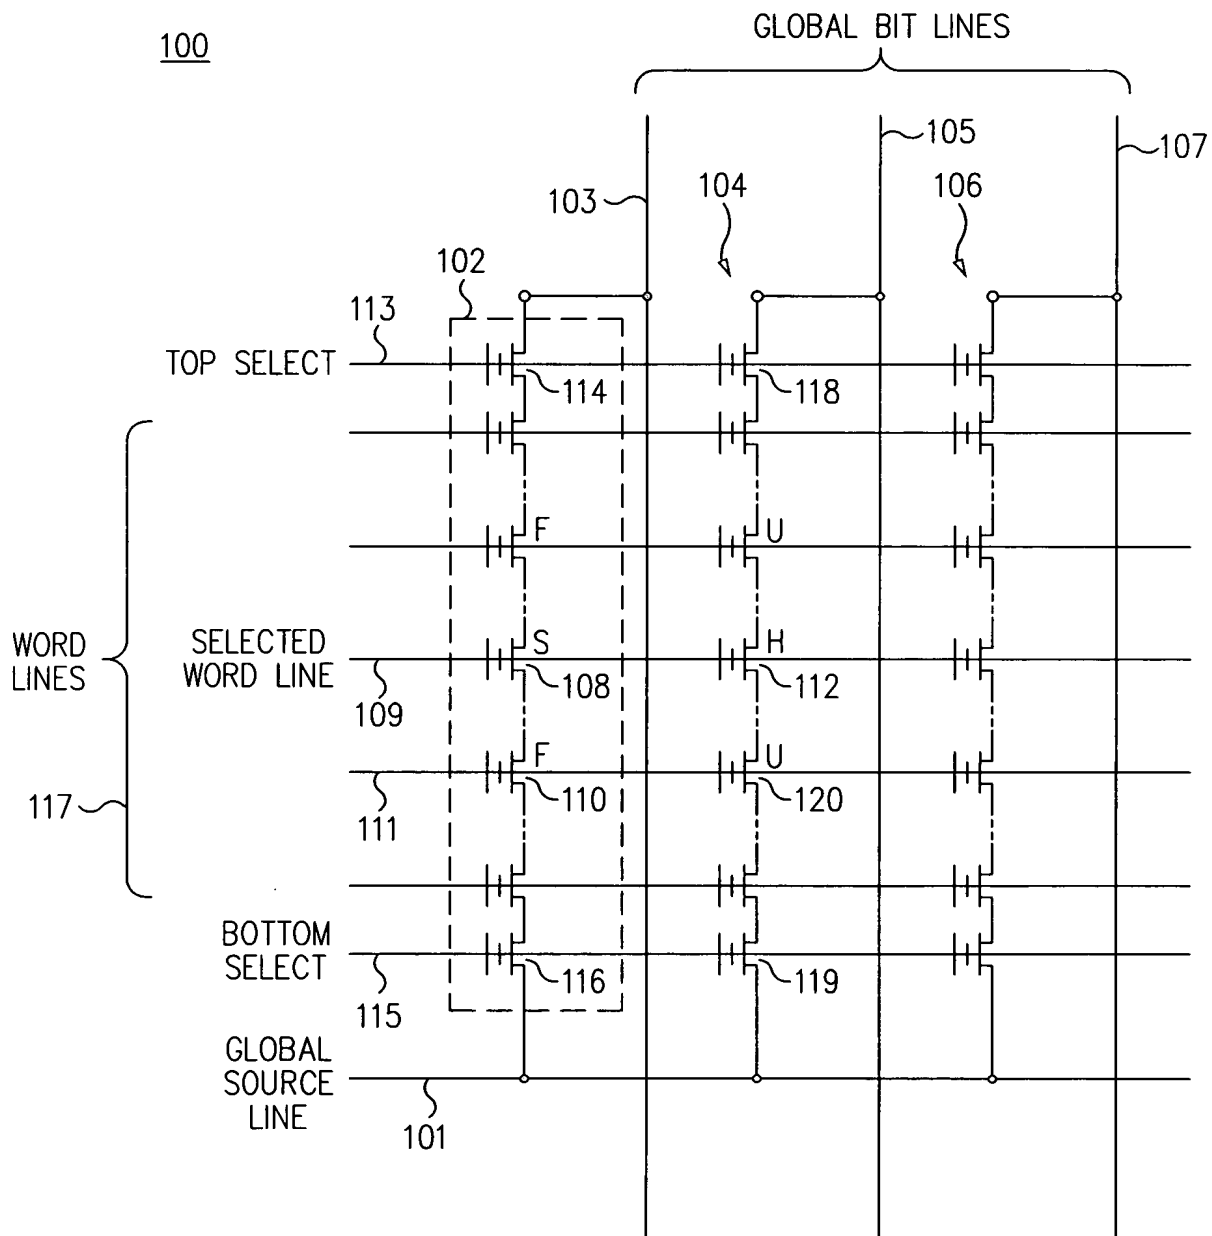 100
GLOBAL BIT LINES
105
107
103
104
106
102
113
TOP SELECT
114
118
F
U
WORD
LINES
SELECTED
WORD LINE
S
H
108
112
109
F
U
117
111
110
120
BOTTOM
SELECT
115
116
119
GLOBAL
SOURCE
LINE
101